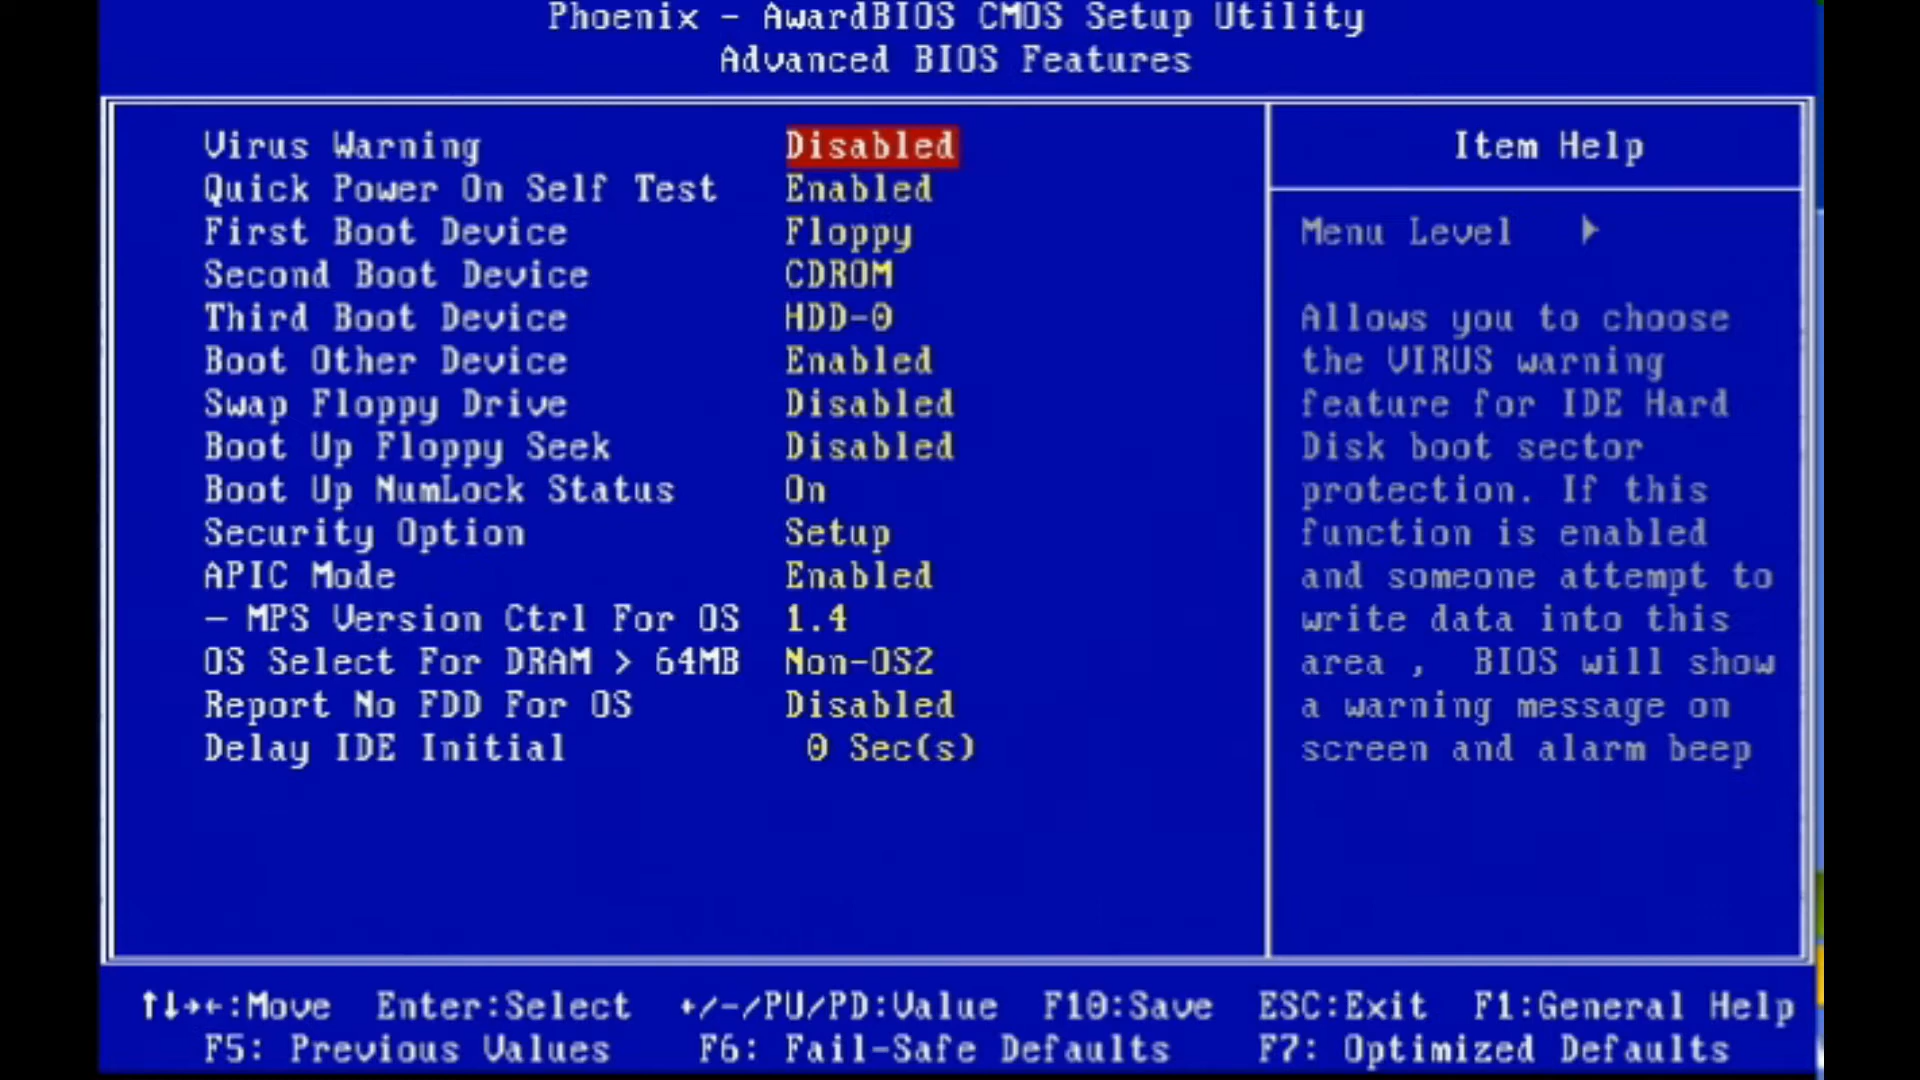 Phoenix - AwardBIOS CMOS Setup Utility
Advanced BIOS Features
Virus Warning Disabled
Quick Power On Self Test Enabled
First Boot Device Floppy
Second Boot Device CDROM
Third Boot Device HDD-0
Boot Other Device Enabled
Swap Floppy Drive Disabled
Boot Up Floppy Seek Disabled
Boot Up NumLock Status On
Security Option Setup
APIC Mode Enabled
- MPS Version Ctrl For OS 1.4
OS Select For DRAM > 64MB Non-OS2
Report No FDD For OS Disabled
Delay IDE Initial 0 Sec(s)
Item Help
Menu Level ▶
Allows you to choose
the VIRUS warning
feature for IDE Hard
Disk boot sector
protection. If this
function is enabled
and someone attempt to
write data into this
area , BIOS will show
a warning message on
screen and alarm beep
↑↓→←:Move Enter:Select +/-/PU/PD:Value F10:Save ESC:Exit F1:General Help
F5: Previous Values F6: Fail-Safe Defaults F7: Optimized Defaults